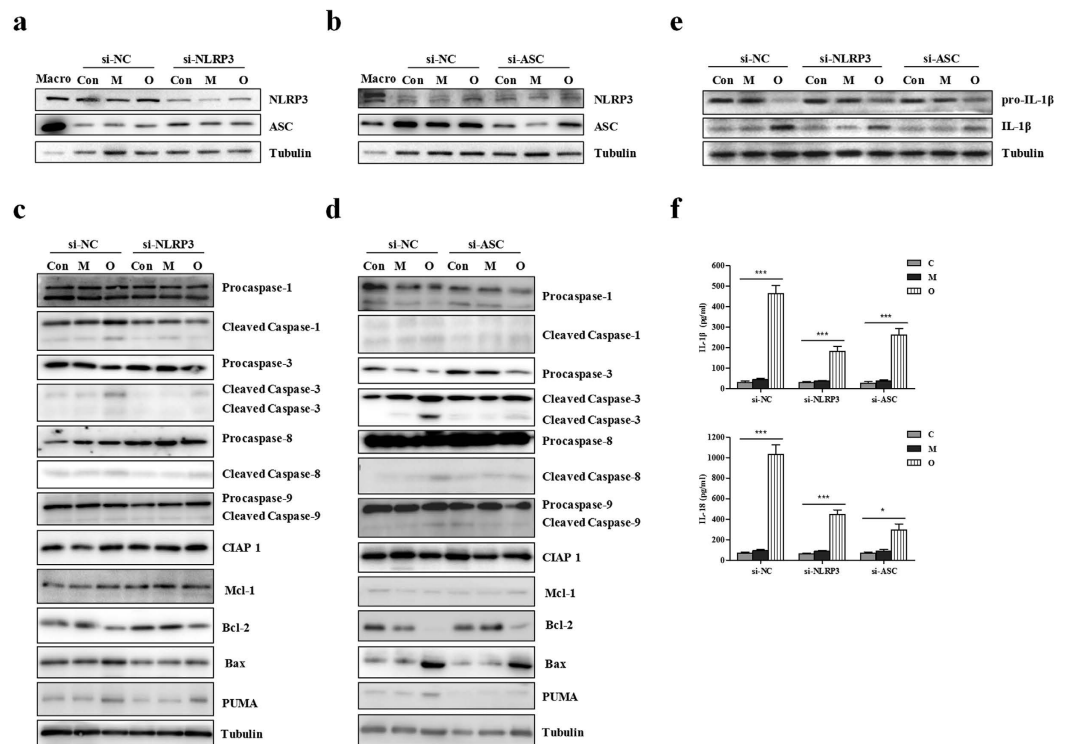 a
si-NC si-NLRP3
Macro Con M O Con M O
NLRP3
ASC
Tubulin
b
si-NC si-ASC
Macro Con M O Con M O
NLRP3
ASC
Tubulin
e
si-NC si-NLRP3 si-ASC
Con M O Con M O Con M O
pro-IL-1β
IL-1β
Tubulin
c
si-NC si-NLRP3
Con M O Con M O
Procaspase-1
Cleaved Caspase-1
Procaspase-3
Cleaved Caspase-3
Cleaved Caspase-3
Procaspase-8
Cleaved Caspase-8
Procaspase-9
Cleaved Caspase-9
CIAP 1
Mcl-1
Bcl-2
Bax
PUMA
Tubulin
d
si-NC si-ASC
Con M O Con M O
Procaspase-1
Cleaved Caspase-1
Procaspase-3
Cleaved Caspase-3
Cleaved Caspase-3
Procaspase-8
Cleaved Caspase-8
Procaspase-9
Cleaved Caspase-9
CIAP 1
Mcl-1
Bcl-2
Bax
PUMA
Tubulin
f
IL-1β (pg/ml)
600
500
400
300
200
100
0
*** *** ***
si-NC si-NLRP3 si-ASC
C
M
O
IL-18 (pg/ml)
1200
1000
800
600
400
200
0
*** *** *
si-NC si-NLRP3 si-ASC
C
M
O